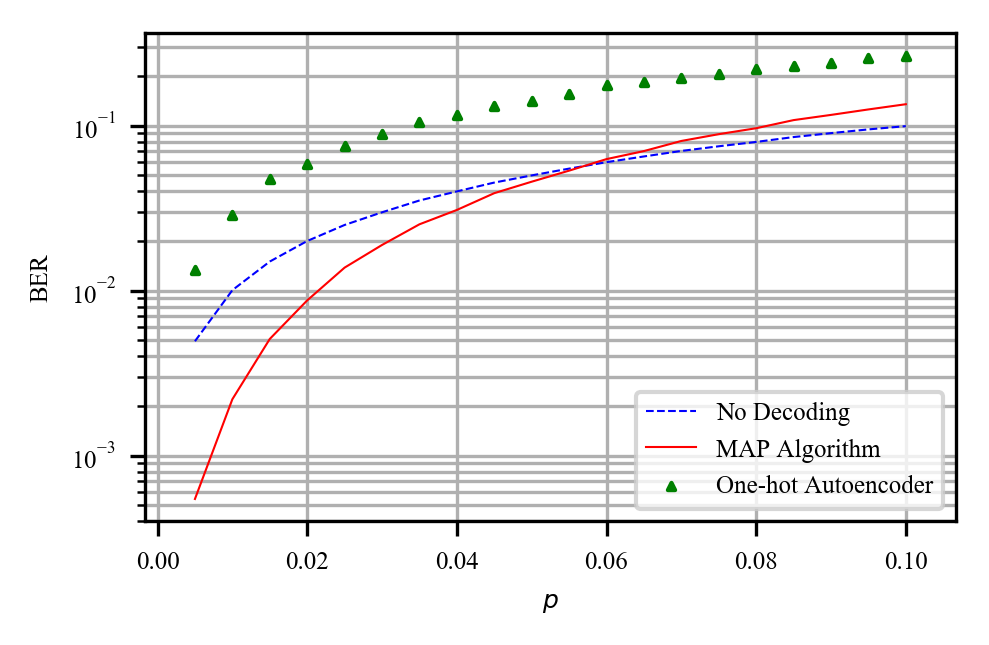 BER
10⁻¹
10⁻²
10⁻³
No Decoding
MAP Algorithm
One-hot Autoencoder
0.00 0.02 0.04 0.06 0.08 0.10
p